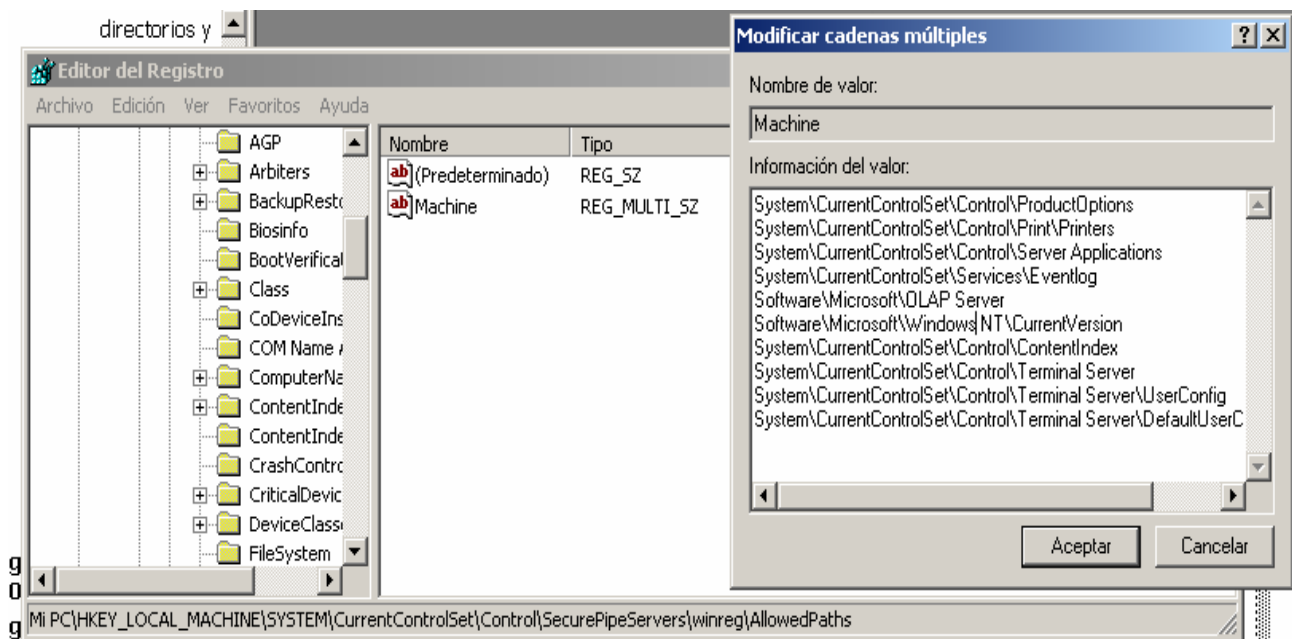 directorios y
Editor del Registro
Archivo Edición Ver Favoritos Ayuda
AGP
Arbiters
BackupResto
Biosinfo
BootVerificat
Class
CoDeviceIns
COM Name
ComputerNa
ContentInde
ContentInde
CrashContro
CriticalDevic
DeviceClasse
FileSystem
Nombre Tipo
(Predeterminado) REG_SZ
Machine REG_MULTI_SZ
Mi PC\HKEY_LOCAL_MACHINE\SYSTEM\CurrentControlSet\Control\SecurePipeServers\winreg\AllowedPaths
Modificar cadenas múltiples
Nombre de valor:
Machine
Información del valor:
System\CurrentControlSet\Control\ProductOptions
System\CurrentControlSet\Control\Print\Printers
System\CurrentControlSet\Control\Server Applications
System\CurrentControlSet\Services\Eventlog
Software\Microsoft\OLAP Server
Software\Microsoft\Windows NT\CurrentVersion
System\CurrentControlSet\Control\ContentIndex
System\CurrentControlSet\Control\Terminal Server
System\CurrentControlSet\Control\Terminal Server\UserConfig
System\CurrentControlSet\Control\Terminal Server\DefaultUserC
Aceptar Cancelar